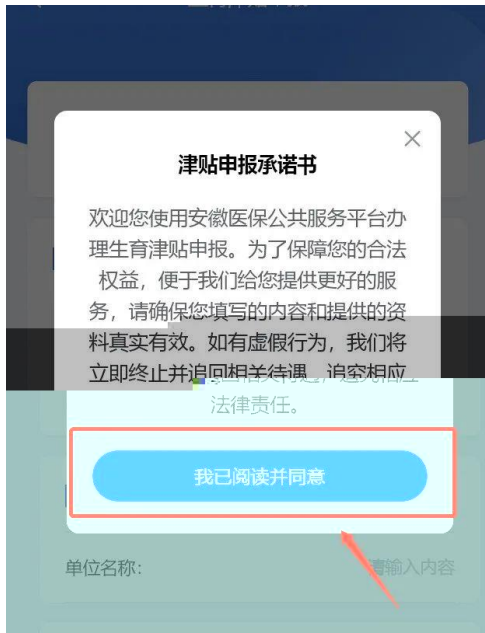 津贴申报承诺书
欢迎您使用安徽医保公共服务平台办
理生育津贴申报。为了保障您的合法
权益，便于我们给您提供更好的服
务，请确保您填写的内容和提供的资
料真实有效。如有虚假行为，我们将
立即终止并追回相关待遇，追究相应
法律责任。
我已阅读并同意
单位名称：
请输入内容